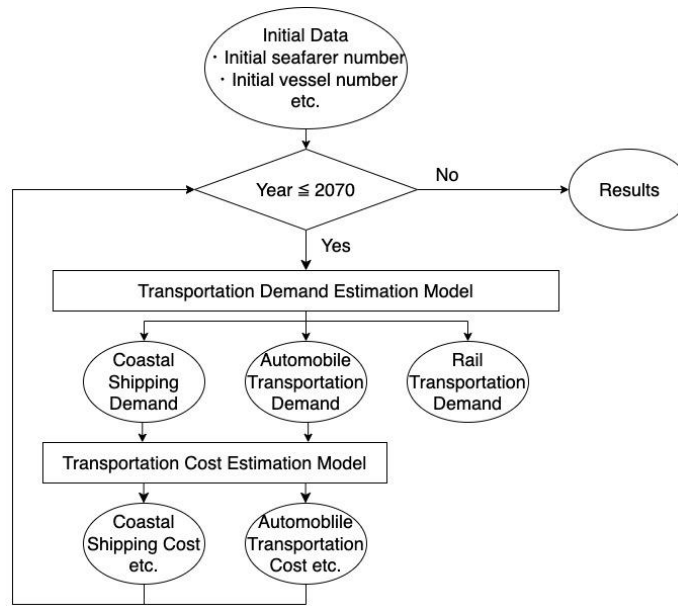 Initial Data
・Initial seafarer number
・Initial vessel number
etc.
Year ≦ 2070
No
Results
Yes
Transportation Demand Estimation Model
Coastal
Shipping
Demand
Automobile
Transportation
Demand
Rail
Transportation
Demand
Transportation Cost Estimation Model
Coastal
Shipping Cost
etc.
Automoblile
Transportation
Cost etc.